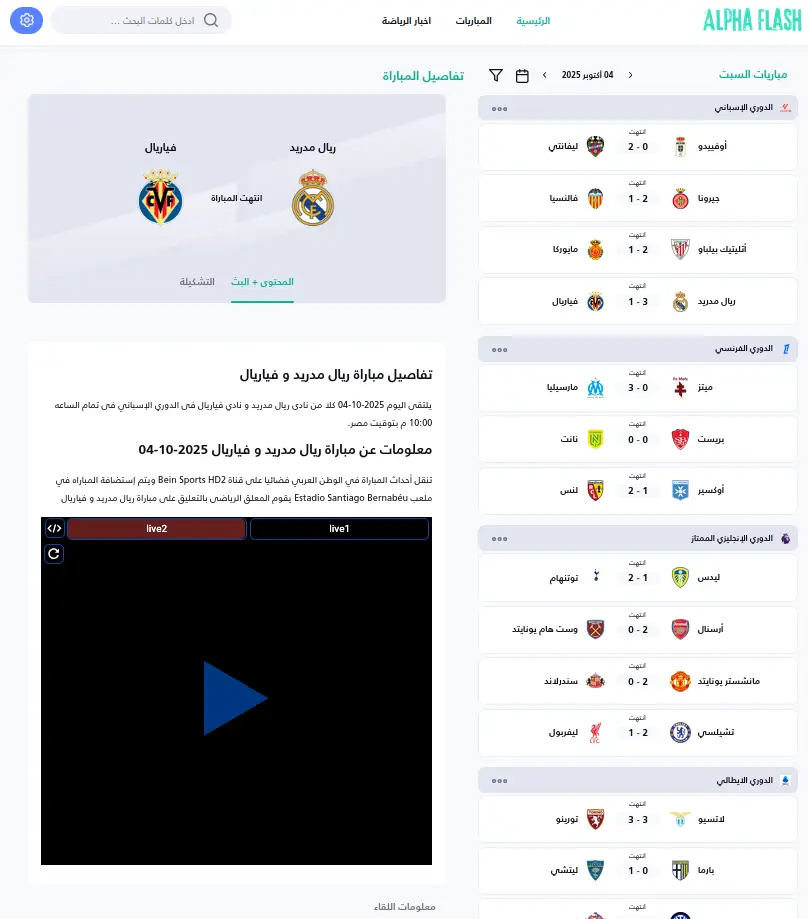 ALPHA FLASH
الرئيسية
المباريات
اخبار الرياضة
ادخل كلمات البحث ...
مباريات السبت
04 أكتوبر 2025
الدوري الإسباني
انتهت
أوفييدو 0 - 2 ليفانتي
انتهت
جيرونا 2 - 1 فالنسيا
انتهت
أتليتيك بيلباو 2 - 1 مايوركا
انتهت
ريال مدريد 3 - 1 فياريال
الدوري الفرنسي
انتهت
ميتز 0 - 3 مارسيليا
انتهت
بريست 0 - 0 نانت
انتهت
أوكسير 1 - 2 لنس
الدوري الإنجليزي الممتاز
انتهت
ليدس 1 - 2 توتنهام
انتهت
أرسنال 2 - 0 وست هام يونايتد
انتهت
مانشستر يونايتد 2 - 0 سندرلاند
انتهت
تشيلسي 2 - 1 ليفربول
الدوري الايطالي
انتهت
لاتسيو 3 - 3 تورينو
انتهت
بارما 0 - 1 ليتشي
انتهت
تفاصيل المباراة
ريال مدريد
فياريال
انتهت المباراة
المحتوى + البث
التشكيلة
تفاصيل مباراة ريال مدريد و فياريال
يلتقى اليوم 2025-10-04 كلا من نادى ريال مدريد و نادي فياريال فى الدوري الإسباني فى تمام الساعه
10:00 م بتوقيت مصر.
معلومات عن مباراة ريال مدريد و فياريال 2025-10-04
تنقل أحداث المباراة في الوطن العربي فضائيا على قناة Bein Sports HD2 ويتم إستضافة المباراه في
ملعب Estadio Santiago Bernabéu يقوم المعلق الرياضى بالتعليق على مباراة ريال مدريد و فياريال
live1
live2
</>
معلومات اللقاء